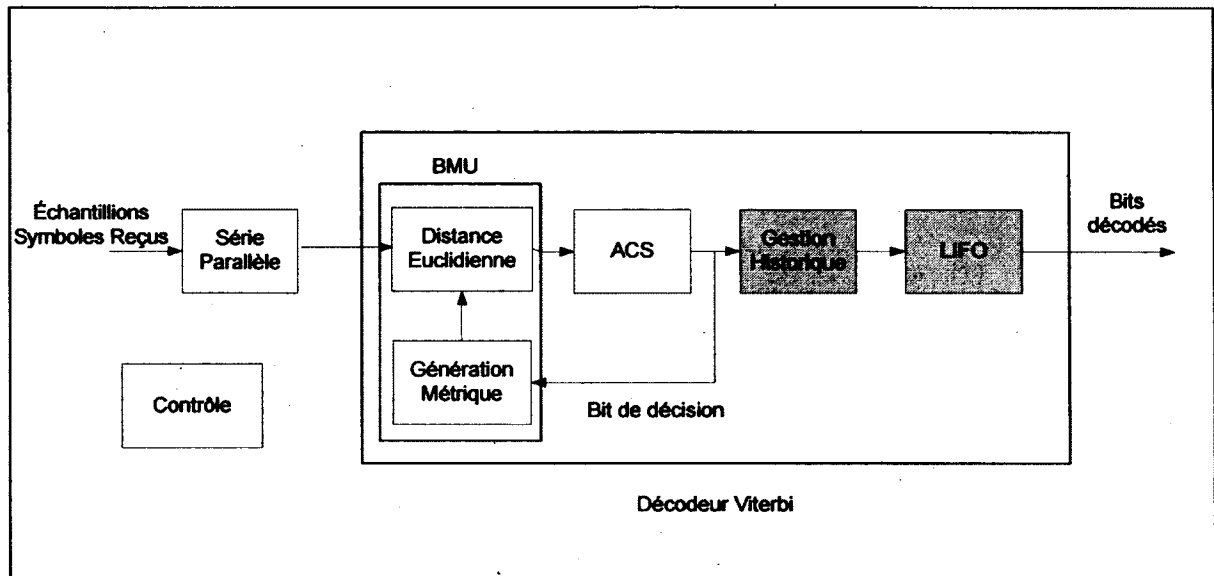 BMU
Échantillions
Symboles Reçus
Série
Parallèle
Distance
Euclidienne
ACS
Gestion
Historique
LIFO
Bits
décodés
Génération
Métrique
Contrôle
Bit de décision
Décodeur Viterbi